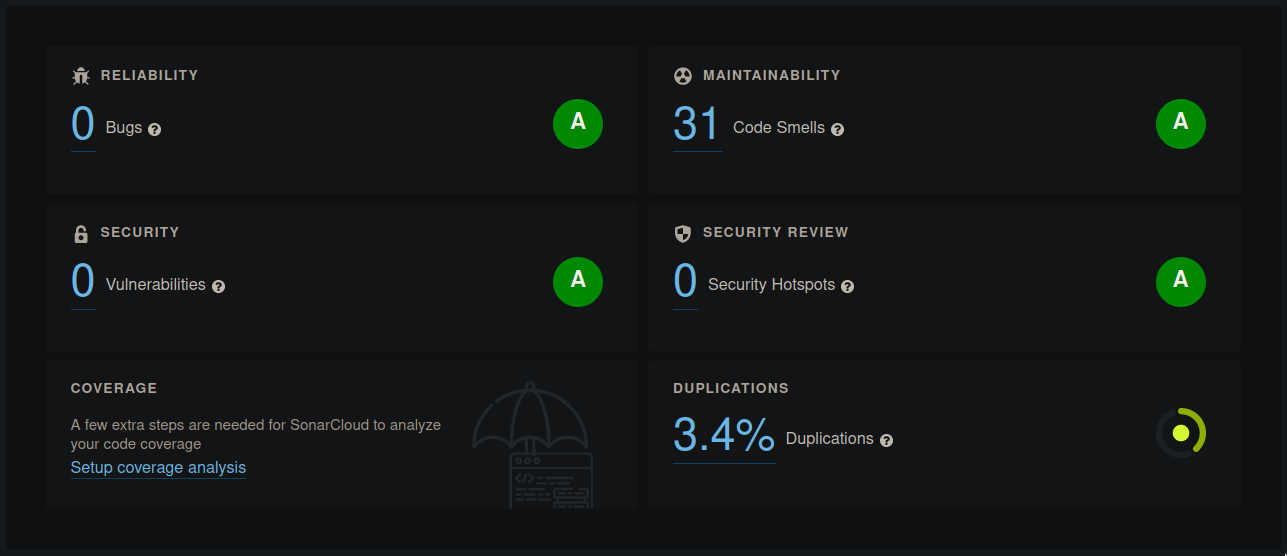 RELIABILITY
0 Bugs ?
A
MAINTAINABILITY
31 Code Smells ?
A
SECURITY
0 Vulnerabilities ?
A
SECURITY REVIEW
0 Security Hotspots ?
A
COVERAGE
A few extra steps are needed for SonarCloud to analyze
your code coverage
Setup coverage analysis
DUPLICATIONS
3.4% Duplications ?